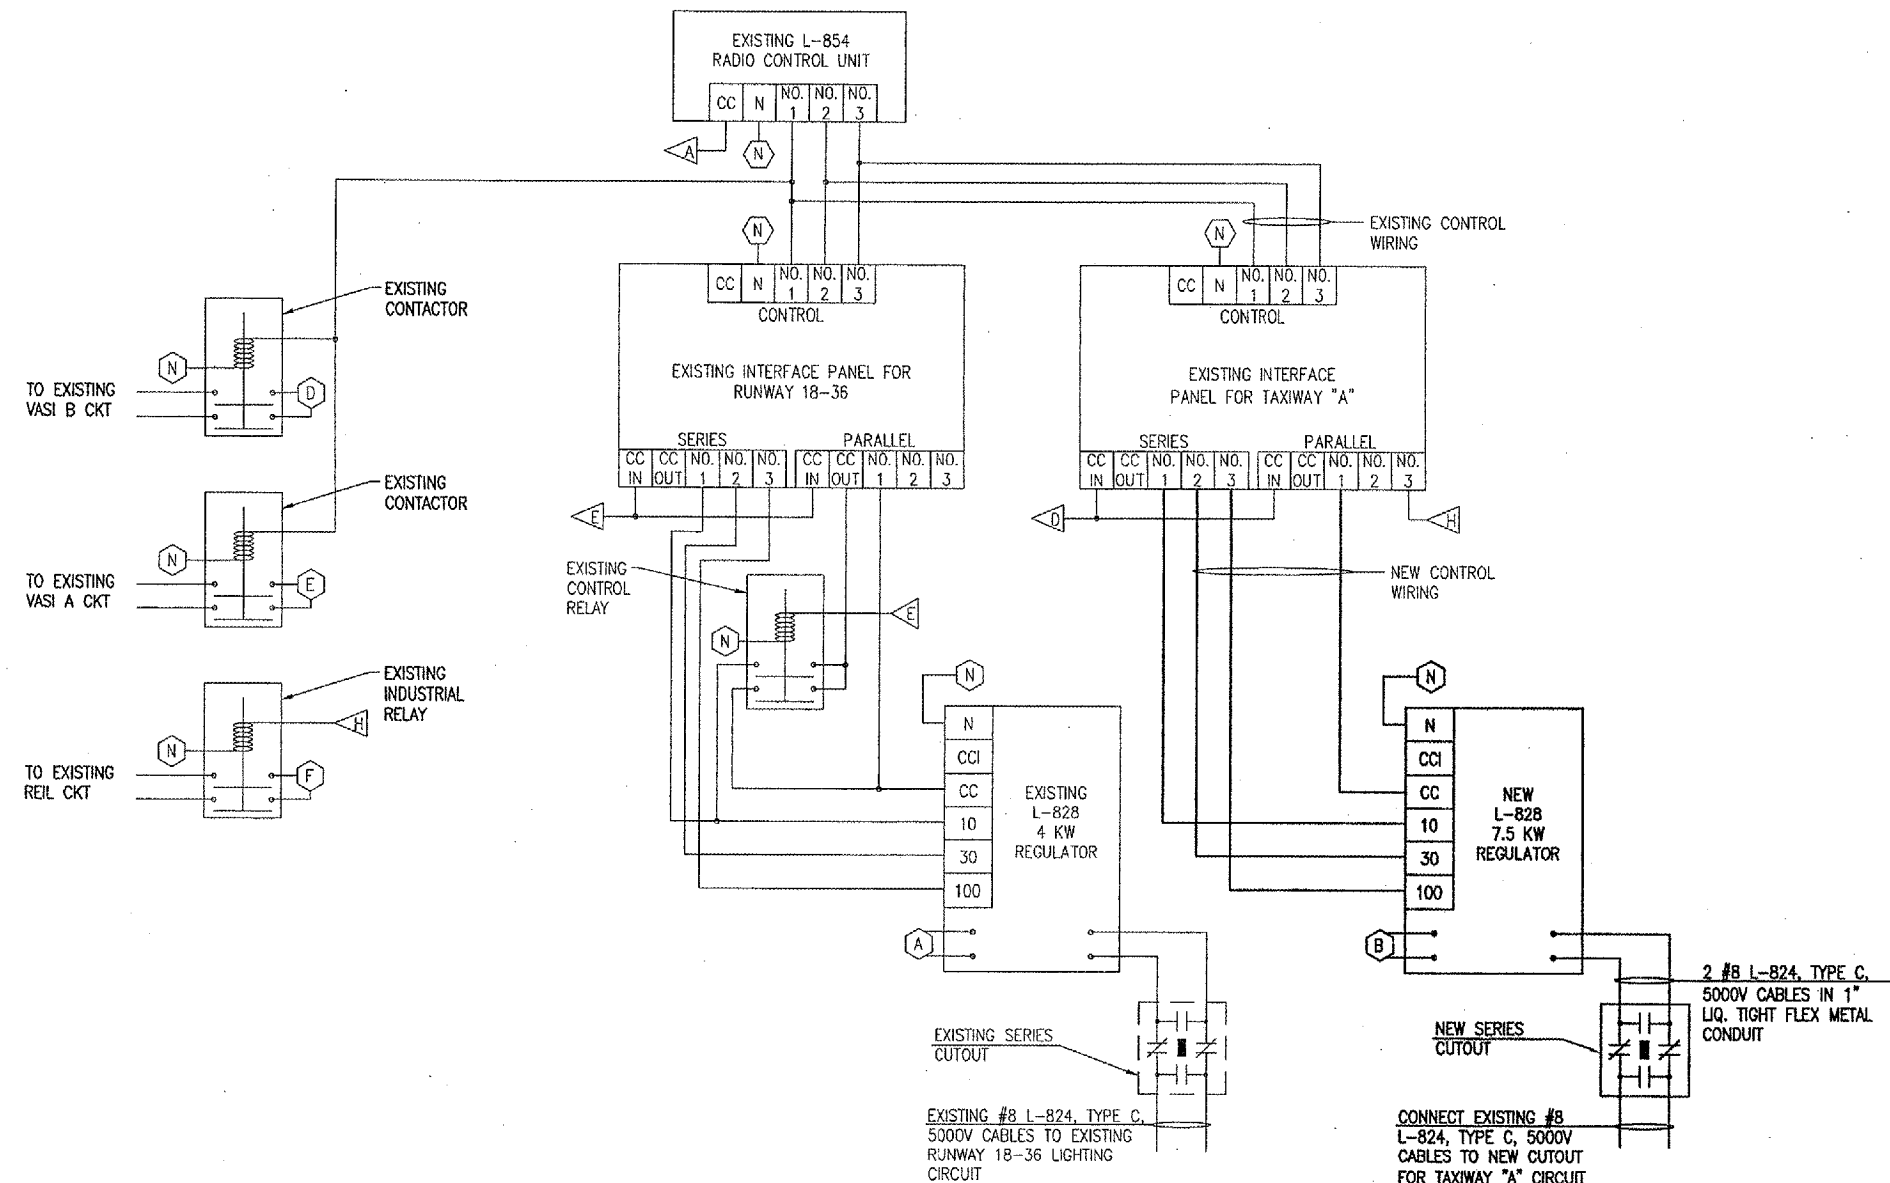 EXISTING L-854
RADIO CONTROL UNIT
CC N NO. 1 NO. 2 NO. 3
A
N
EXISTING CONTROL
WIRING
N
N
CC N NO. 1 NO. 2 NO. 3
CONTROL
EXISTING INTERFACE PANEL FOR
RUNWAY 18-36
SERIES
PARALLEL
CC IN CC OUT NO. 1 NO. 2 NO. 3
CC IN CC OUT NO. 1 NO. 2 NO. 3
CC N NO. 1 NO. 2 NO. 3
CONTROL
EXISTING INTERFACE
PANEL FOR TAXIWAY "A"
SERIES
PARALLEL
CC IN CC OUT NO. 1 NO. 2 NO. 3
CC IN CC OUT NO. 1 NO. 2 NO. 3
EXISTING
CONTACTOR
N
D
TO EXISTING
VASI B CKT
EXISTING
CONTACTOR
N
E
TO EXISTING
VASI A CKT
EXISTING
INDUSTRIAL
RELAY
H
N
F
TO EXISTING
REIL CKT
E
D
H
EXISTING
CONTROL
RELAY
E
N
NEW CONTROL
WIRING
N
N
CCI
CC
10
30
100
EXISTING
L-828
4 KW
REGULATOR
A
N
N
CCI
CC
10
30
100
NEW
L-828
7.5 KW
REGULATOR
B
2 #8 L-824, TYPE C,
5000V CABLES IN 1"
LIQ. TIGHT FLEX METAL
CONDUIT
EXISTING SERIES
CUTOUT
NEW SERIES
CUTOUT
EXISTING #8 L-824, TYPE C,
5000V CABLES TO EXISTING
RUNWAY 18-36 LIGHTING
CIRCUIT
CONNECT EXISTING #8
L-824, TYPE C, 5000V
CABLES TO NEW CUTOUT
FOR TAXIWAY "A" CIRCUIT